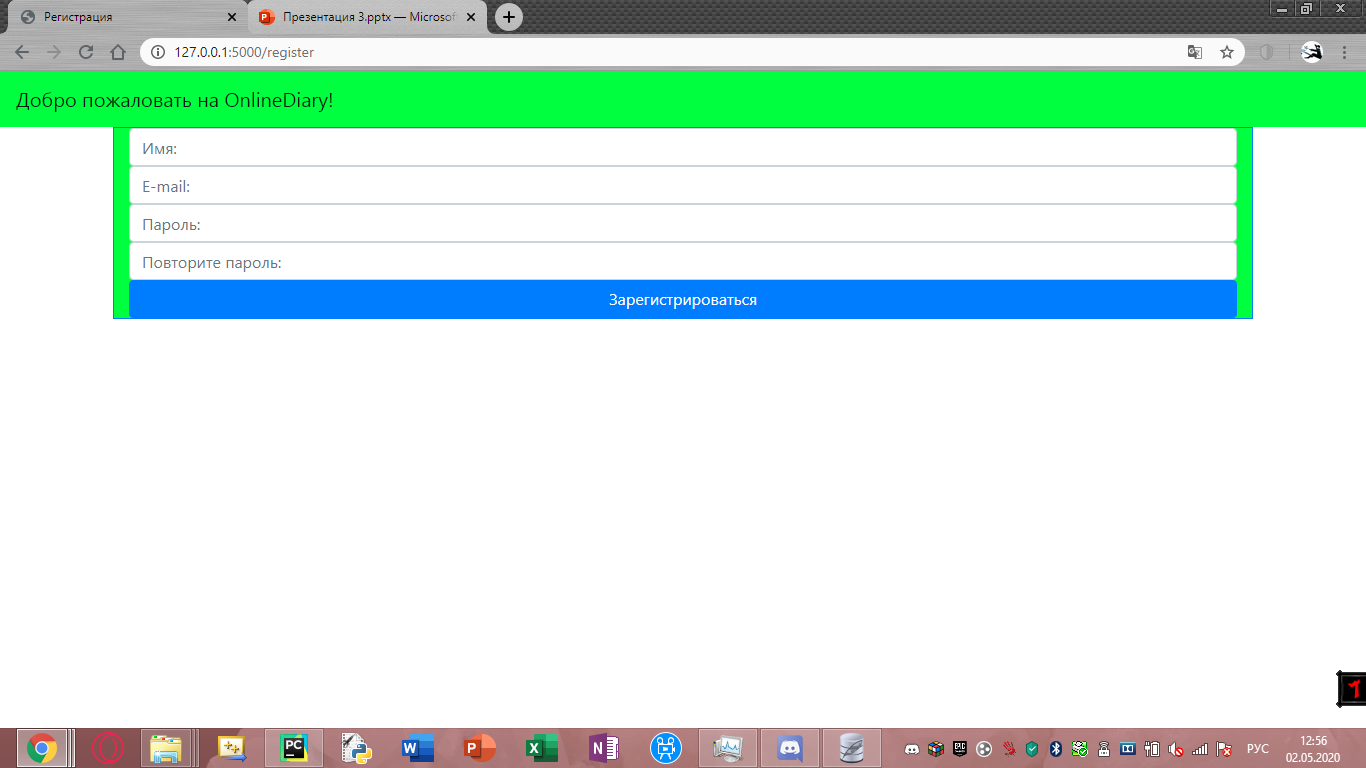 Регистрация
Презентация 3.pptx — Microsof
127.0.0.1:5000/register
Добро пожаловать на OnlineDiary!
Имя:
E-mail:
Пароль:
Повторите пароль:
Зарегистрироваться
РУС
12:56
02.05.2020